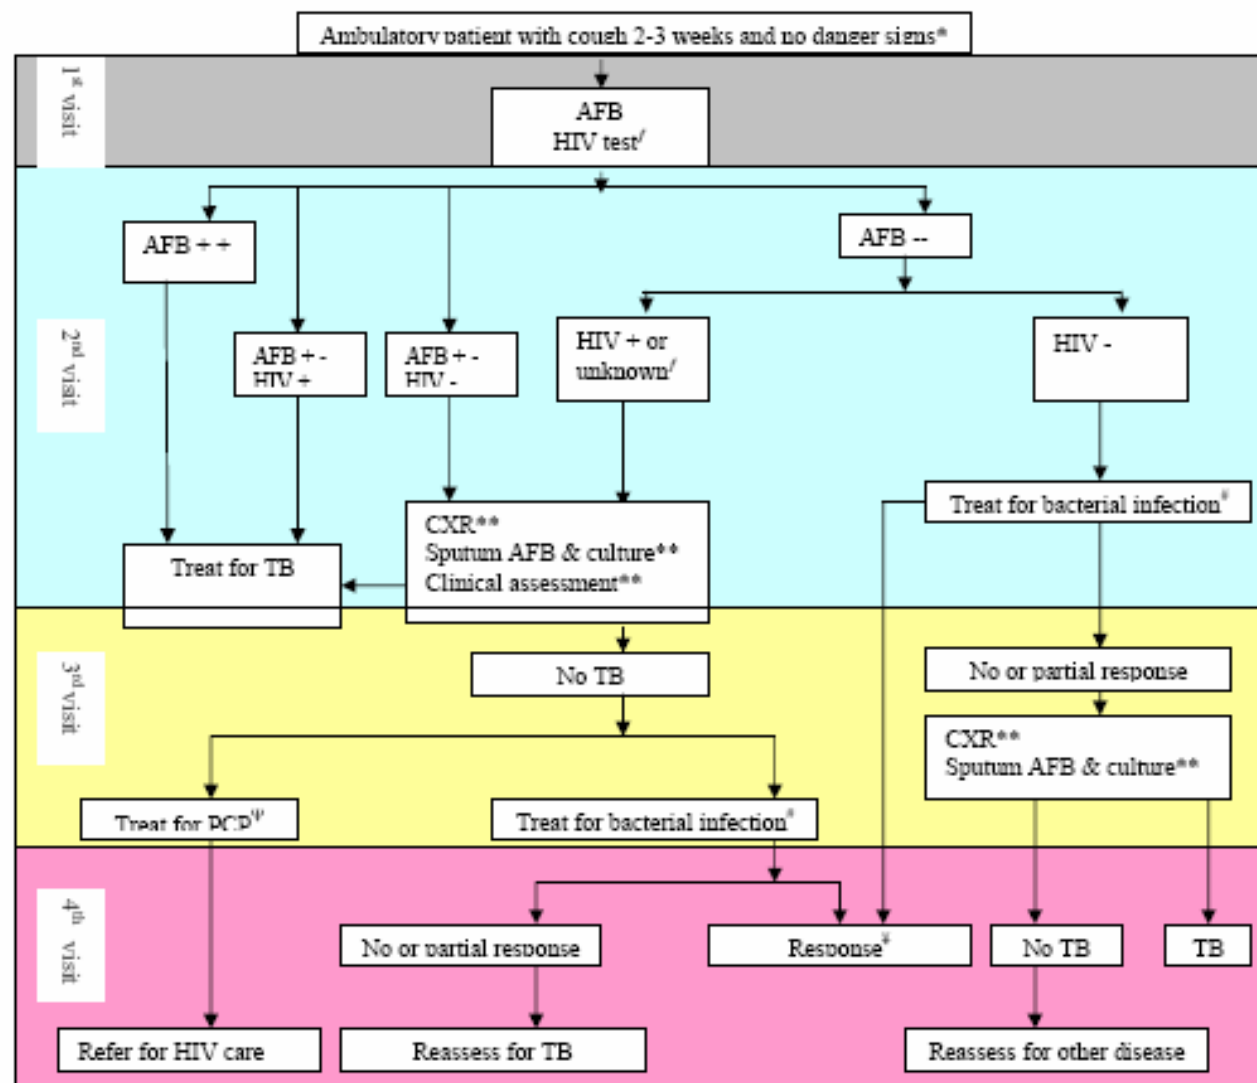 Ambulatory patient with cough 2-3 weeks and no danger signs*
1st visit
AFB
HIV test/
2nd visit
AFB + +
AFB --
AFB + -
HIV +
AFB + -
HIV -
HIV + or
unknown/
HIV -
Treat for bacterial infection#
CXR**
Sputum AFB & culture**
Clinical assessment**
Treat for TB
3rd visit
No TB
No or partial response
CXR**
Sputum AFB & culture**
Treat for PCPΨ
Treat for bacterial infection#
4th visit
No or partial response
Response¥
No TB
TB
Refer for HIV care
Reassess for TB
Reassess for other disease